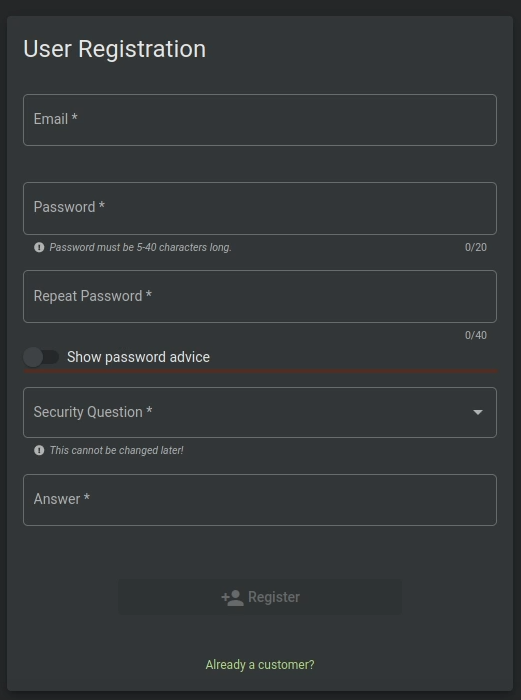 User Registration
Email *
Password *
Password must be 5-40 characters long.
0/20
Repeat Password *
0/40
Show password advice
Security Question *
This cannot be changed later!
Answer *
Register
Already a customer?